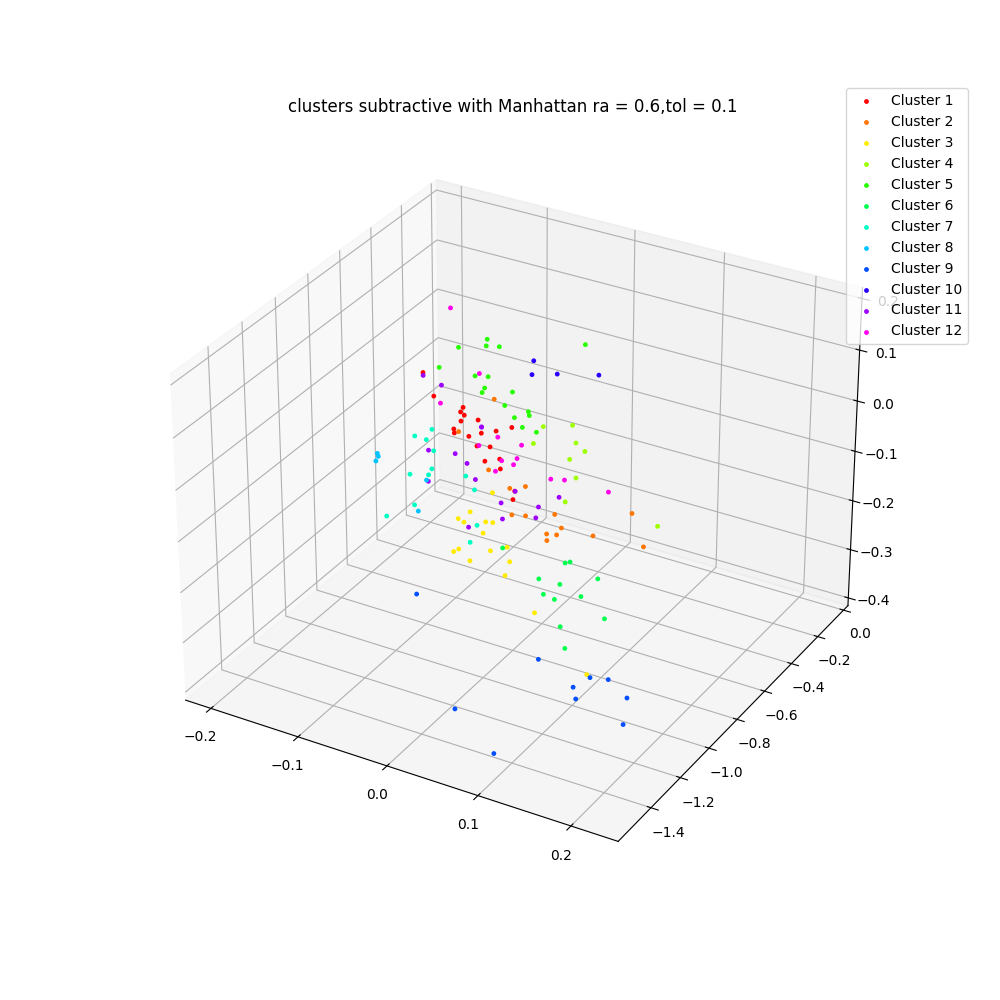 clusters subtractive with Manhattan ra = 0.6,tol = 0.1
Cluster 1
Cluster 2
Cluster 3
Cluster 4
Cluster 5
Cluster 6
Cluster 7
Cluster 8
Cluster 9
Cluster 10
Cluster 11
Cluster 12
0.2
0.1
0.0
−0.1
−0.2
−0.3
−0.4
0.0
−0.2
−0.4
−0.6
−0.8
−1.0
−1.2
−1.4
−0.2
−0.1
0.0
0.1
0.2